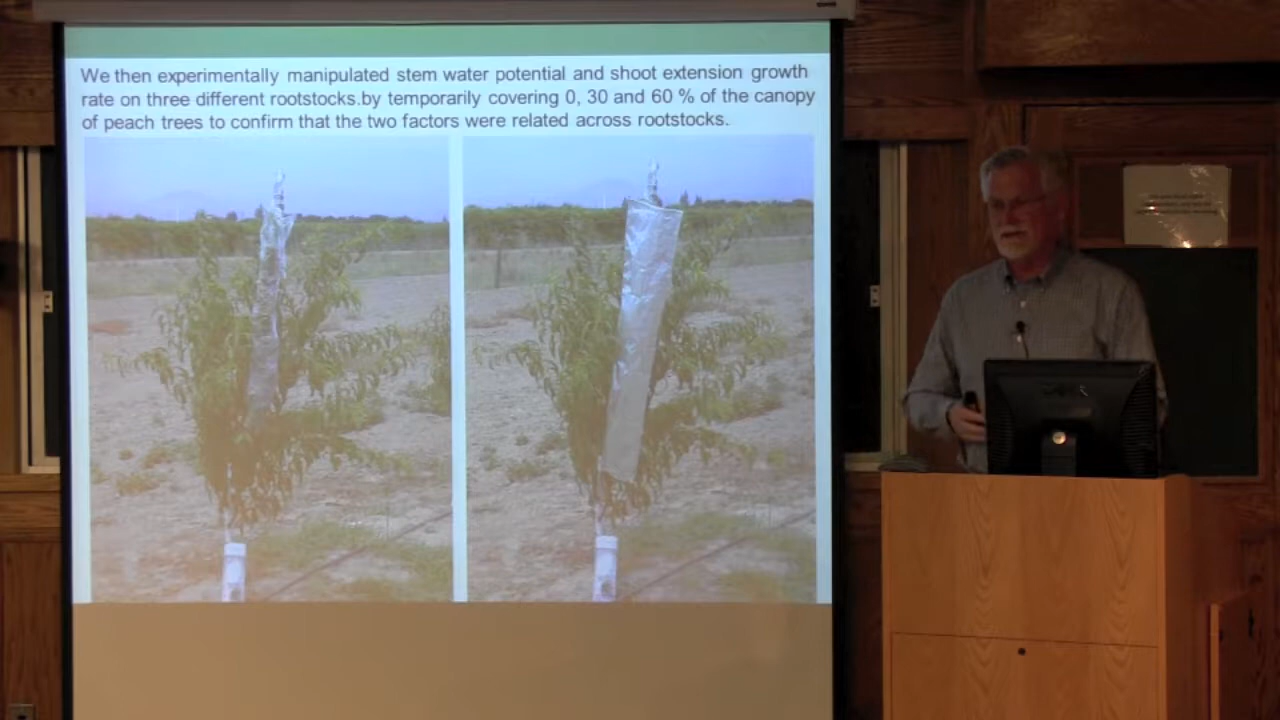 We then experimentally manipulated stem water potential and shoot extension growth
rate on three different rootstocks.by temporarily covering 0, 30 and 60 % of the canopy
of peach trees to confirm that the two factors were related across rootstocks.